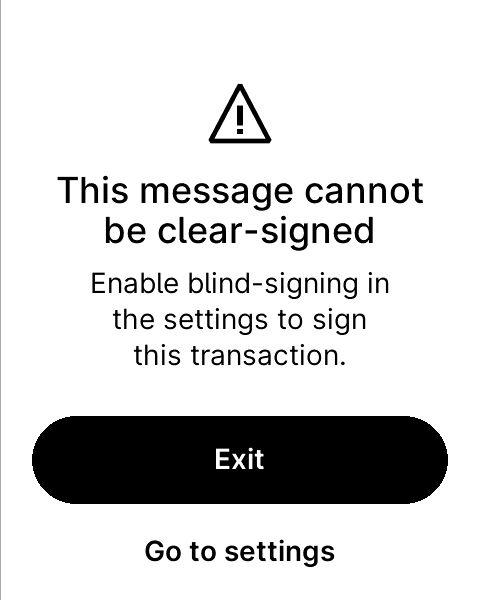 This message cannot
be clear-signed
Enable blind-signing in
the settings to sign
this transaction.
Exit
Go to settings